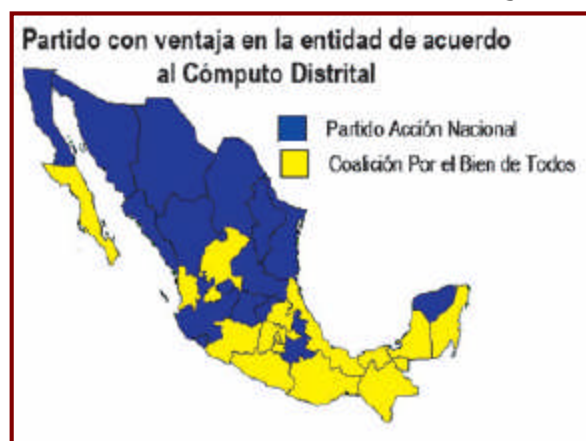 Partido con ventaja en la entidad de acuerdo
al Cómputo Distrital
Partido Acción Nacional
Coalición Por el Bien de Todos